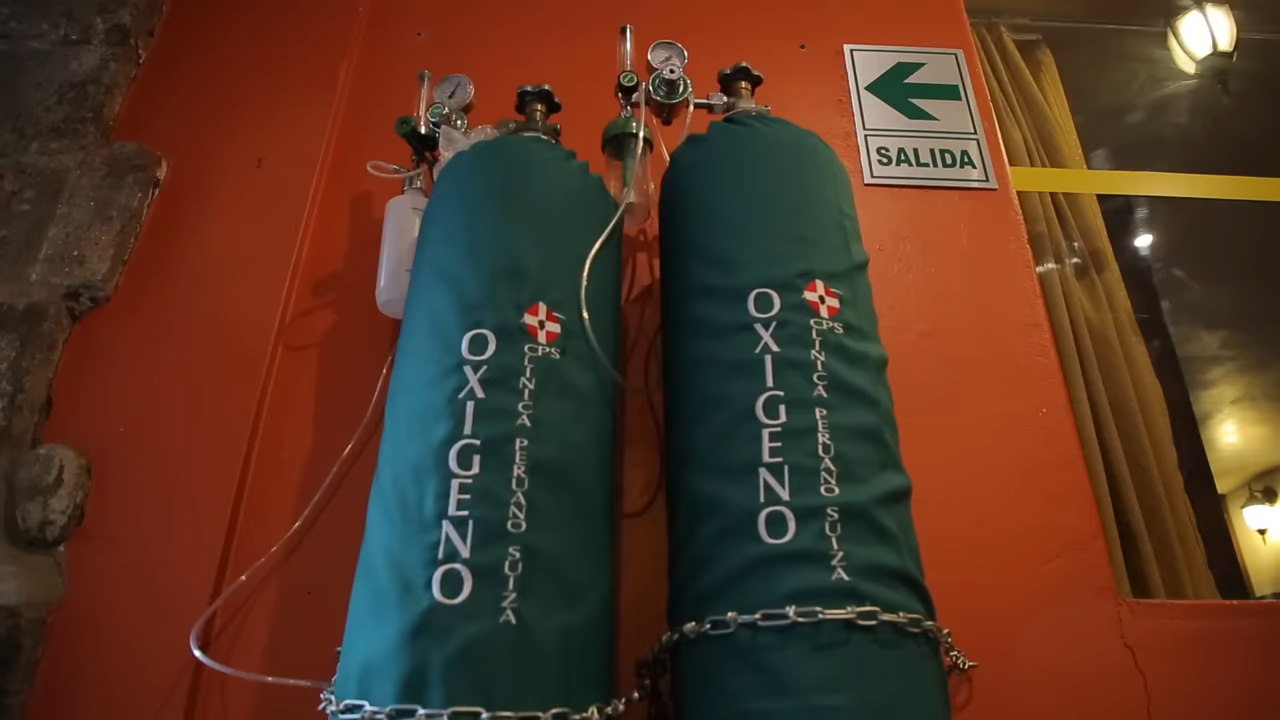 OXIGENO
CPS
CLINICA PERUANO SUIZA
OXIGENO
CPS
CLINICA PERUANO SUIZA
SALIDA